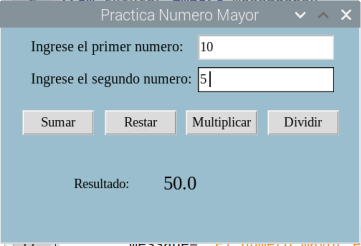 Practica Numero Mayor
Ingrese el primer numero: 10
Ingrese el segundo numero: 5
Sumar Restar Multiplicar Dividir
Resultado: 50.0